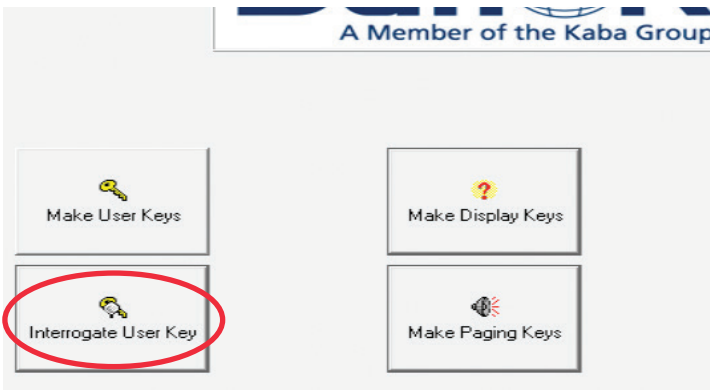 A Member of the Kaba Group
Make User Keys
Make Display Keys
Interrogate User Key
Make Paging Keys